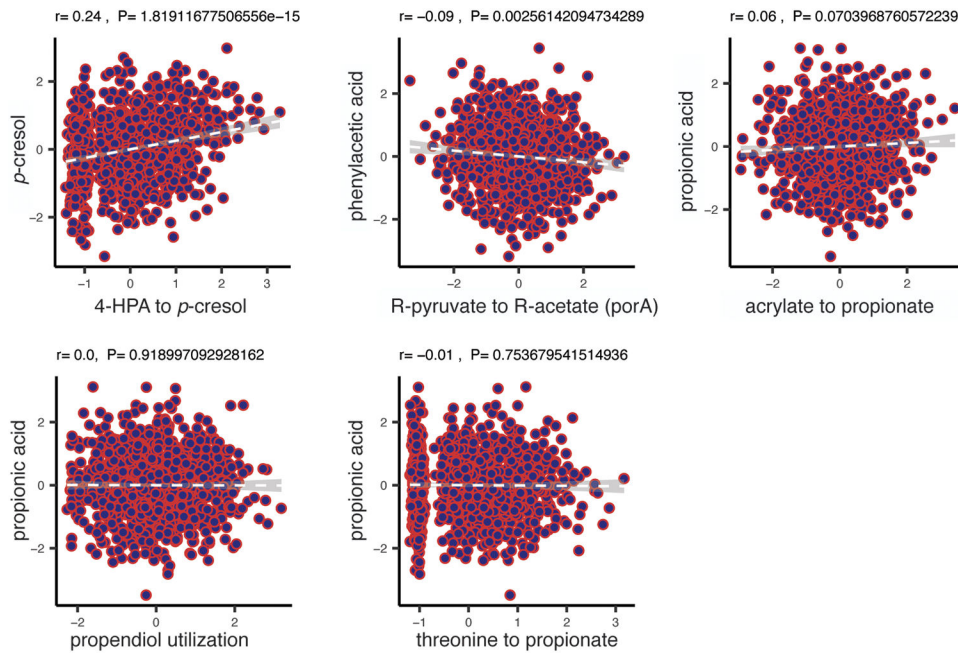 r= 0.24 , P= 1.81911677506556e-15
r= −0.09 , P= 0.00256142094734289
r= 0.06 , P= 0.0703968760572239
p-cresol
2
0
−2
−1 0 1 2 3
4-HPA to p-cresol
phenylacetic acid
2
0
−2
−2 0 2
R-pyruvate to R-acetate (porA)
propionic acid
2
0
−2
−2 0 2
acrylate to propionate
r= 0.0, P= 0.918997092928162
r= −0.01 , P= 0.753679541514936
propionic acid
2
0
−2
−2 0 2
propendiol utilization
propionic acid
2
0
−2
−1 0 1 2 3
threonine to propionate